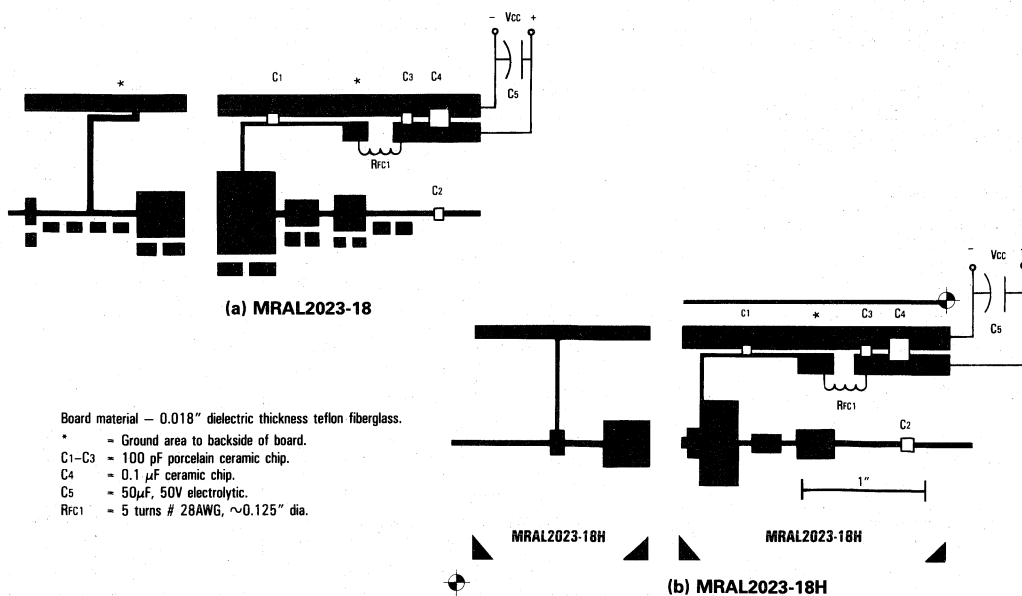 - Vcc +
C5
* C1 * C3 C4
RFC1
C2
(a) MRAL2023-18
- Vcc
C5
C1 * C3 C4
RFC1
C2
1"
MRAL2023-18H MRAL2023-18H
(b) MRAL2023-18H
Board material — 0.018" dielectric thickness teflon fiberglass.
* = Ground area to backside of board.
C1–C3 = 100 pF porcelain ceramic chip.
C4 = 0.1 μF ceramic chip.
C5 = 50μF, 50V electrolytic.
RFC1 = 5 turns # 28AWG, ~0.125" dia.